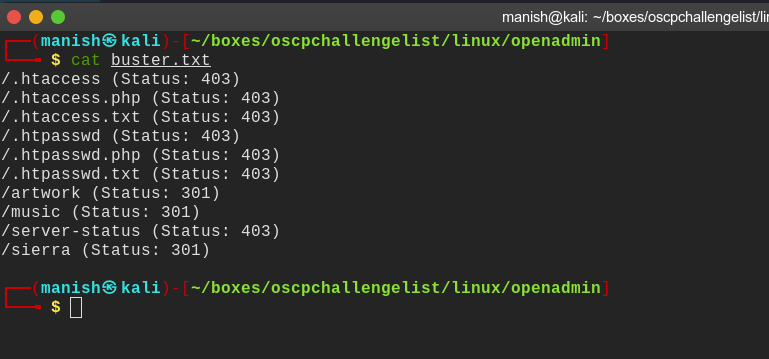 manish@kali: ~/boxes/oscpchallengelist/lin
(manish㉿kali)-[~/boxes/oscpchallengelist/linux/openadmin]
$ cat buster.txt
/.htaccess (Status: 403)
/.htaccess.php (Status: 403)
/.htaccess.txt (Status: 403)
/.htpasswd (Status: 403)
/.htpasswd.php (Status: 403)
/.htpasswd.txt (Status: 403)
/artwork (Status: 301)
/music (Status: 301)
/server-status (Status: 403)
/sierra (Status: 301)
(manish㉿kali)-[~/boxes/oscpchallengelist/linux/openadmin]
$